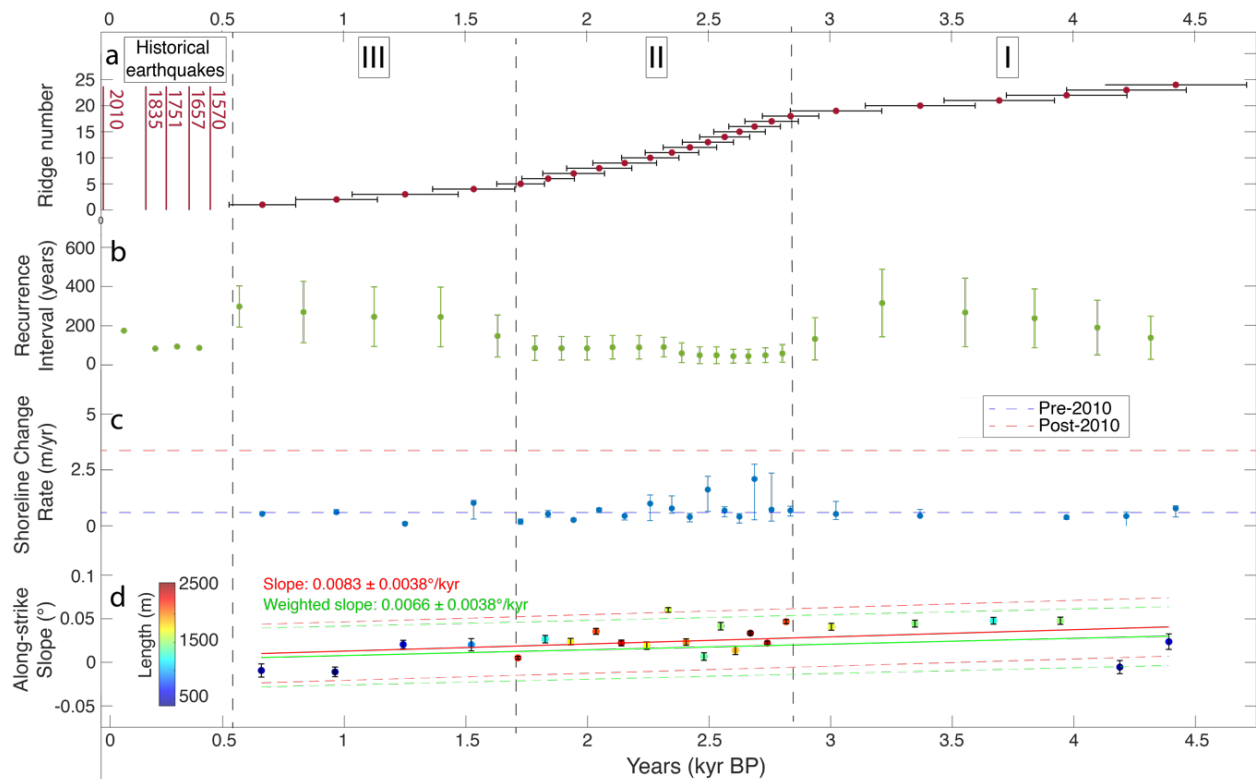 0 0.5 1 1.5 2 2.5 3 3.5 4 4.5
a
Historical
earthquakes
III
II
I
2010
1835
1751
1657
1570
Ridge number
25
20
15
10
5
0
0
b
Recurrence
Interval (years)
600
400
200
0
c
Shoreline Change
Rate (m/yr)
5
2.5
0
Pre-2010
Post-2010
d
Along-strike
Slope (°)
0.1
0.05
0
-0.05
Length (m)
2500
1500
500
Slope: 0.0083 ± 0.0038°/kyr
Weighted slope: 0.0066 ± 0.0038°/kyr
0 0.5 1 1.5 2 2.5 3 3.5 4 4.5
Years (kyr BP)